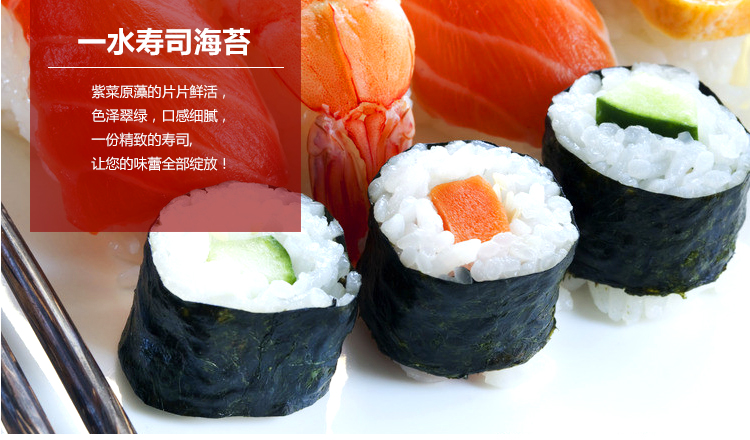 一水寿司海苔
紫菜原藻的片片鲜活，
色泽翠绿，口感细腻，
一份精致的寿司,
让您的味蕾全部绽放！